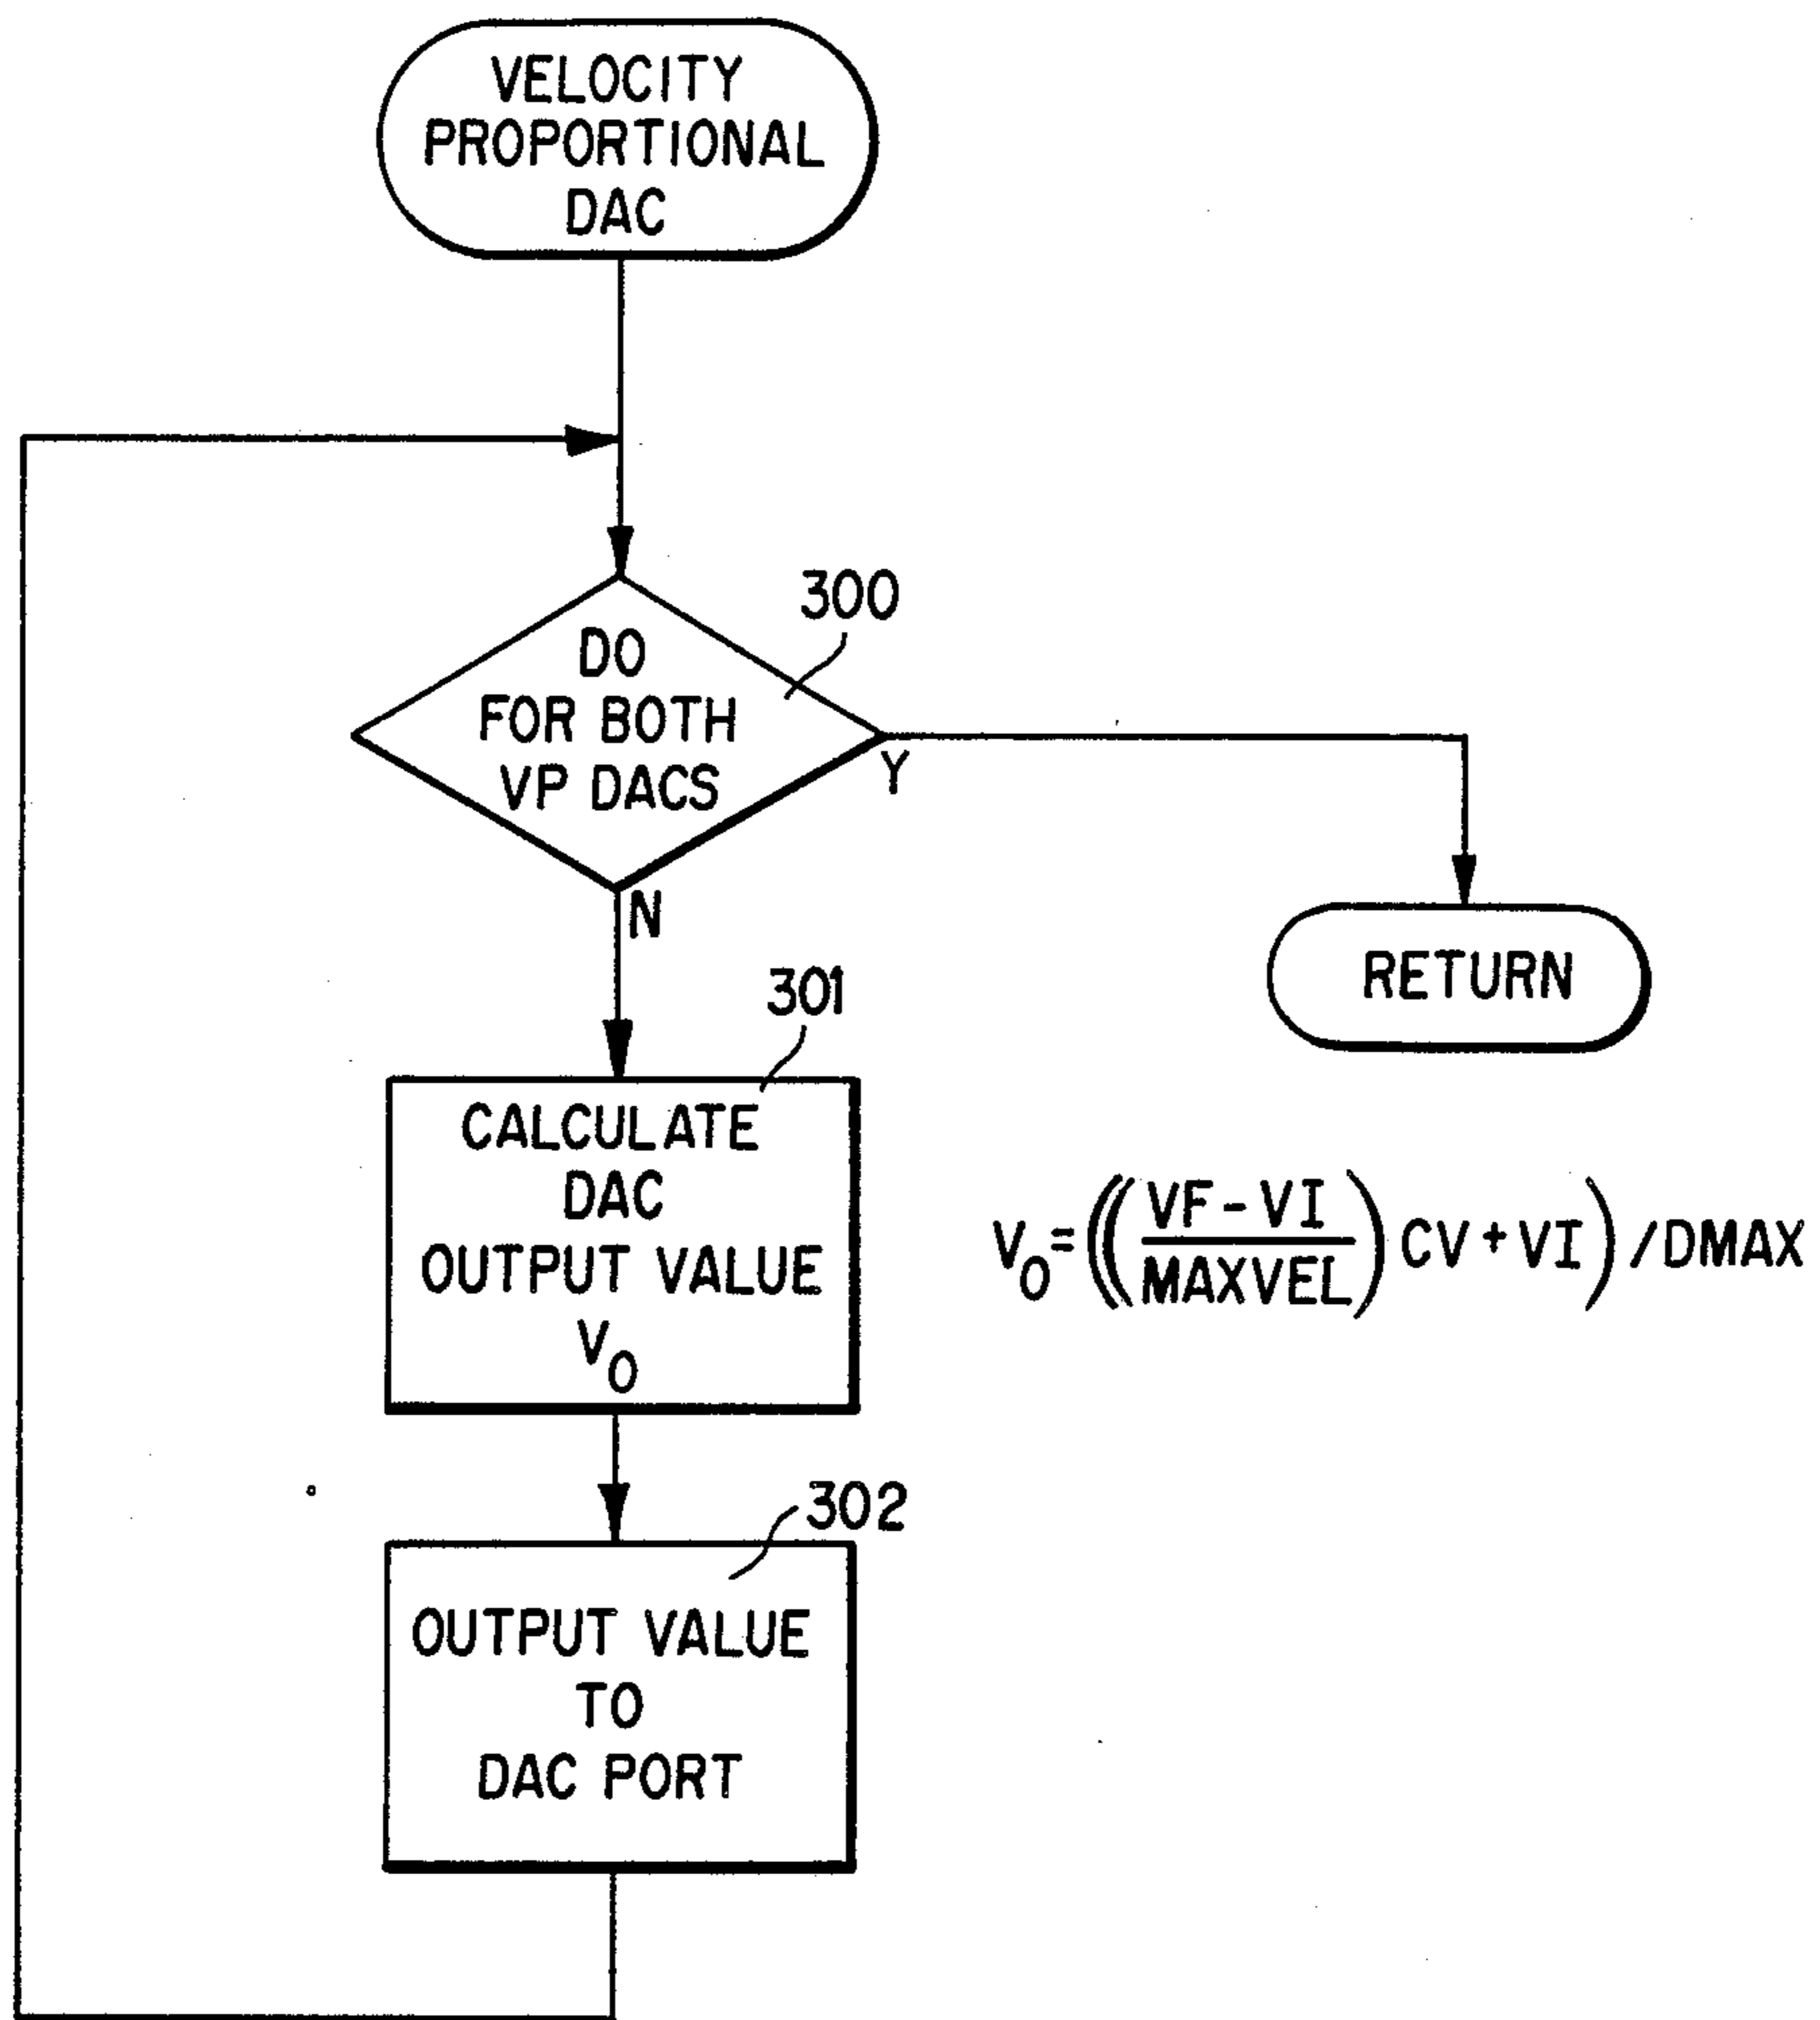 VELOCITY
PROPORTIONAL
DAC
300
DO
FOR BOTH
VP DACS
Y
N
RETURN
301
CALCULATE
DAC
OUTPUT VALUE
V₀
V₀=((VF-VI/MAXVEL)CV+VI)/DMAX
302
OUTPUT VALUE
TO
DAC PORT